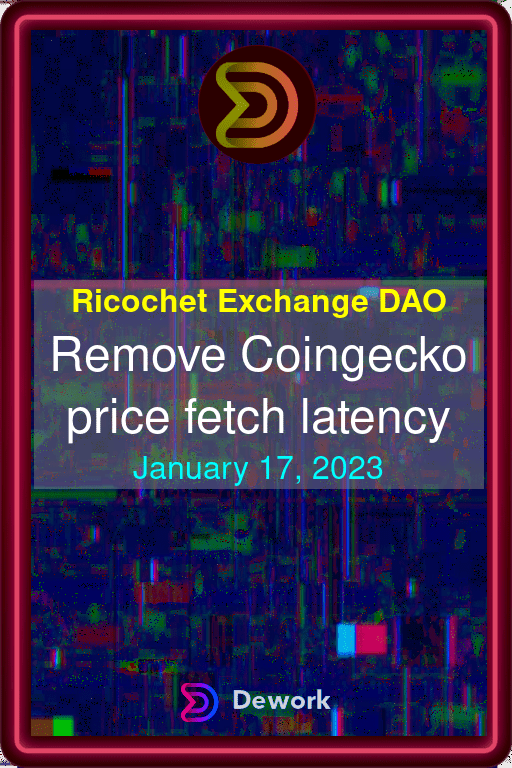 Ricochet Exchange DAO
Remove Coingecko
price fetch latency
January 17, 2023
Dework